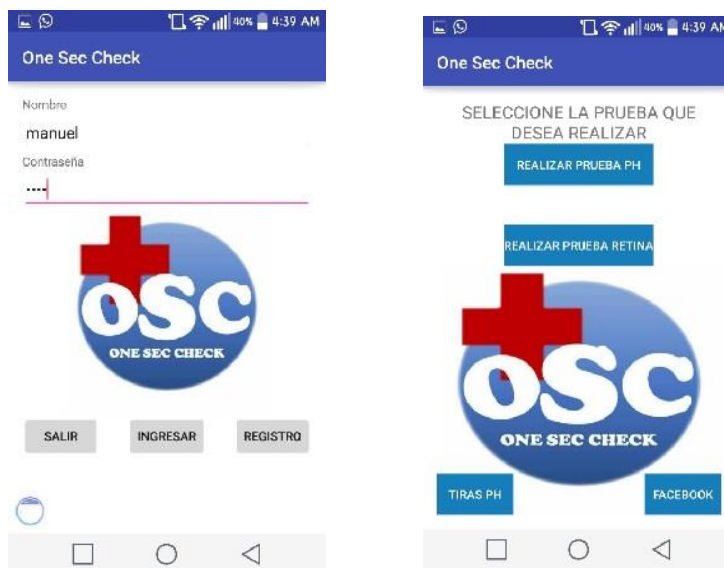 40% 4:39 AM
One Sec Check
Nombre
manuel
Contraseña
····
OSC
ONE SEC CHECK
SALIR
INGRESAR
REGISTRO
40% 4:39 AM
One Sec Check
SELECCIONE LA PRUEBA QUE
DESEA REALIZAR
REALIZAR PRUEBA PH
REALIZAR PRUEBA RETINA
OSC
ONE SEC CHECK
TIRAS PH
FACEBOOK